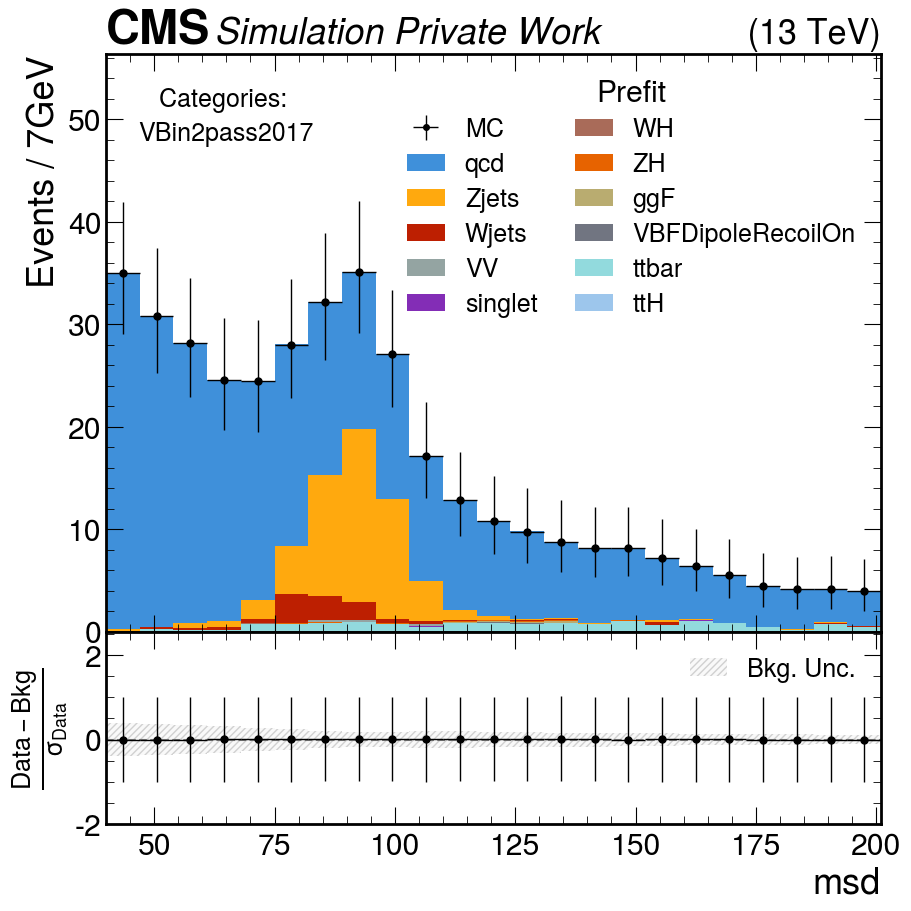 CMS Simulation Private Work (13 TeV)
Events / 7GeV
Categories:
VBin2pass2017
Prefit
MC
qcd
Zjets
Wjets
VV
singlet
WH
ZH
ggF
VBFDipoleRecoilOn
ttbar
ttH
50
40
30
20
10
0
Data – Bkg
σData
Bkg. Unc.
2
0
-2
50 75 100 125 150 175 200
msd